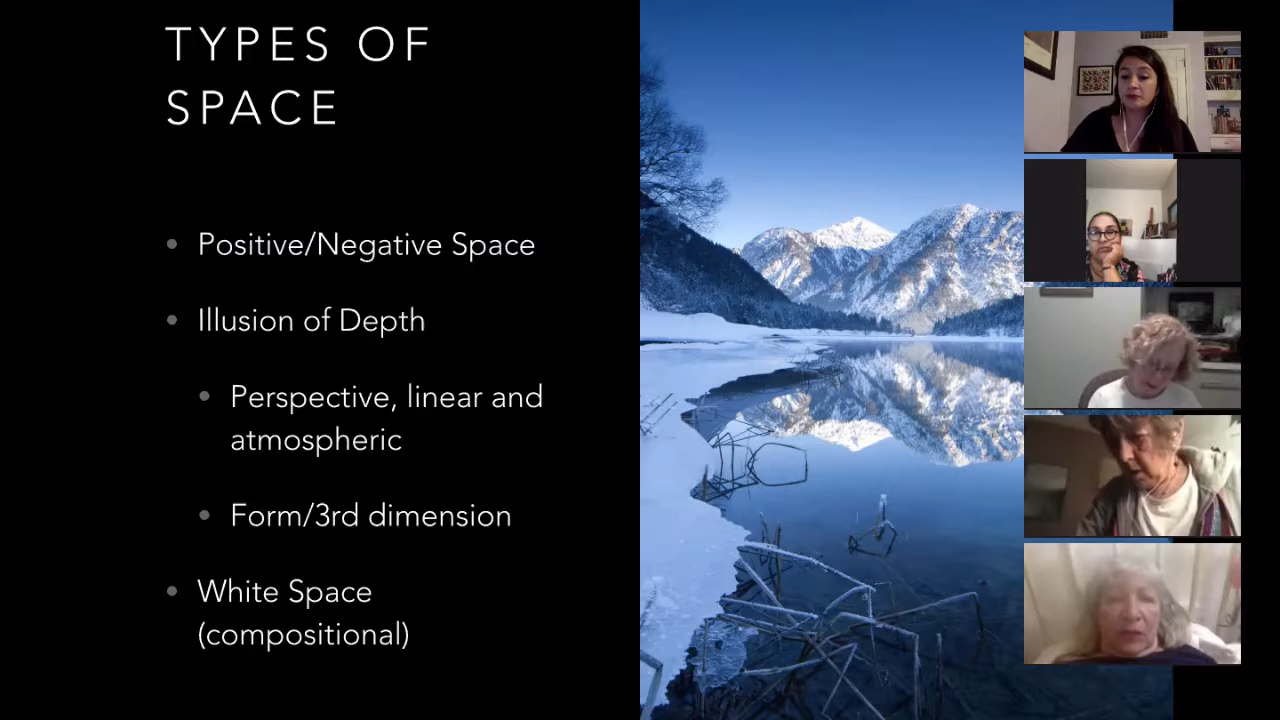 TYPES OF
SPACE
• Positive/Negative Space
• Illusion of Depth
• Perspective, linear and
atmospheric
• Form/3rd dimension
• White Space
(compositional)